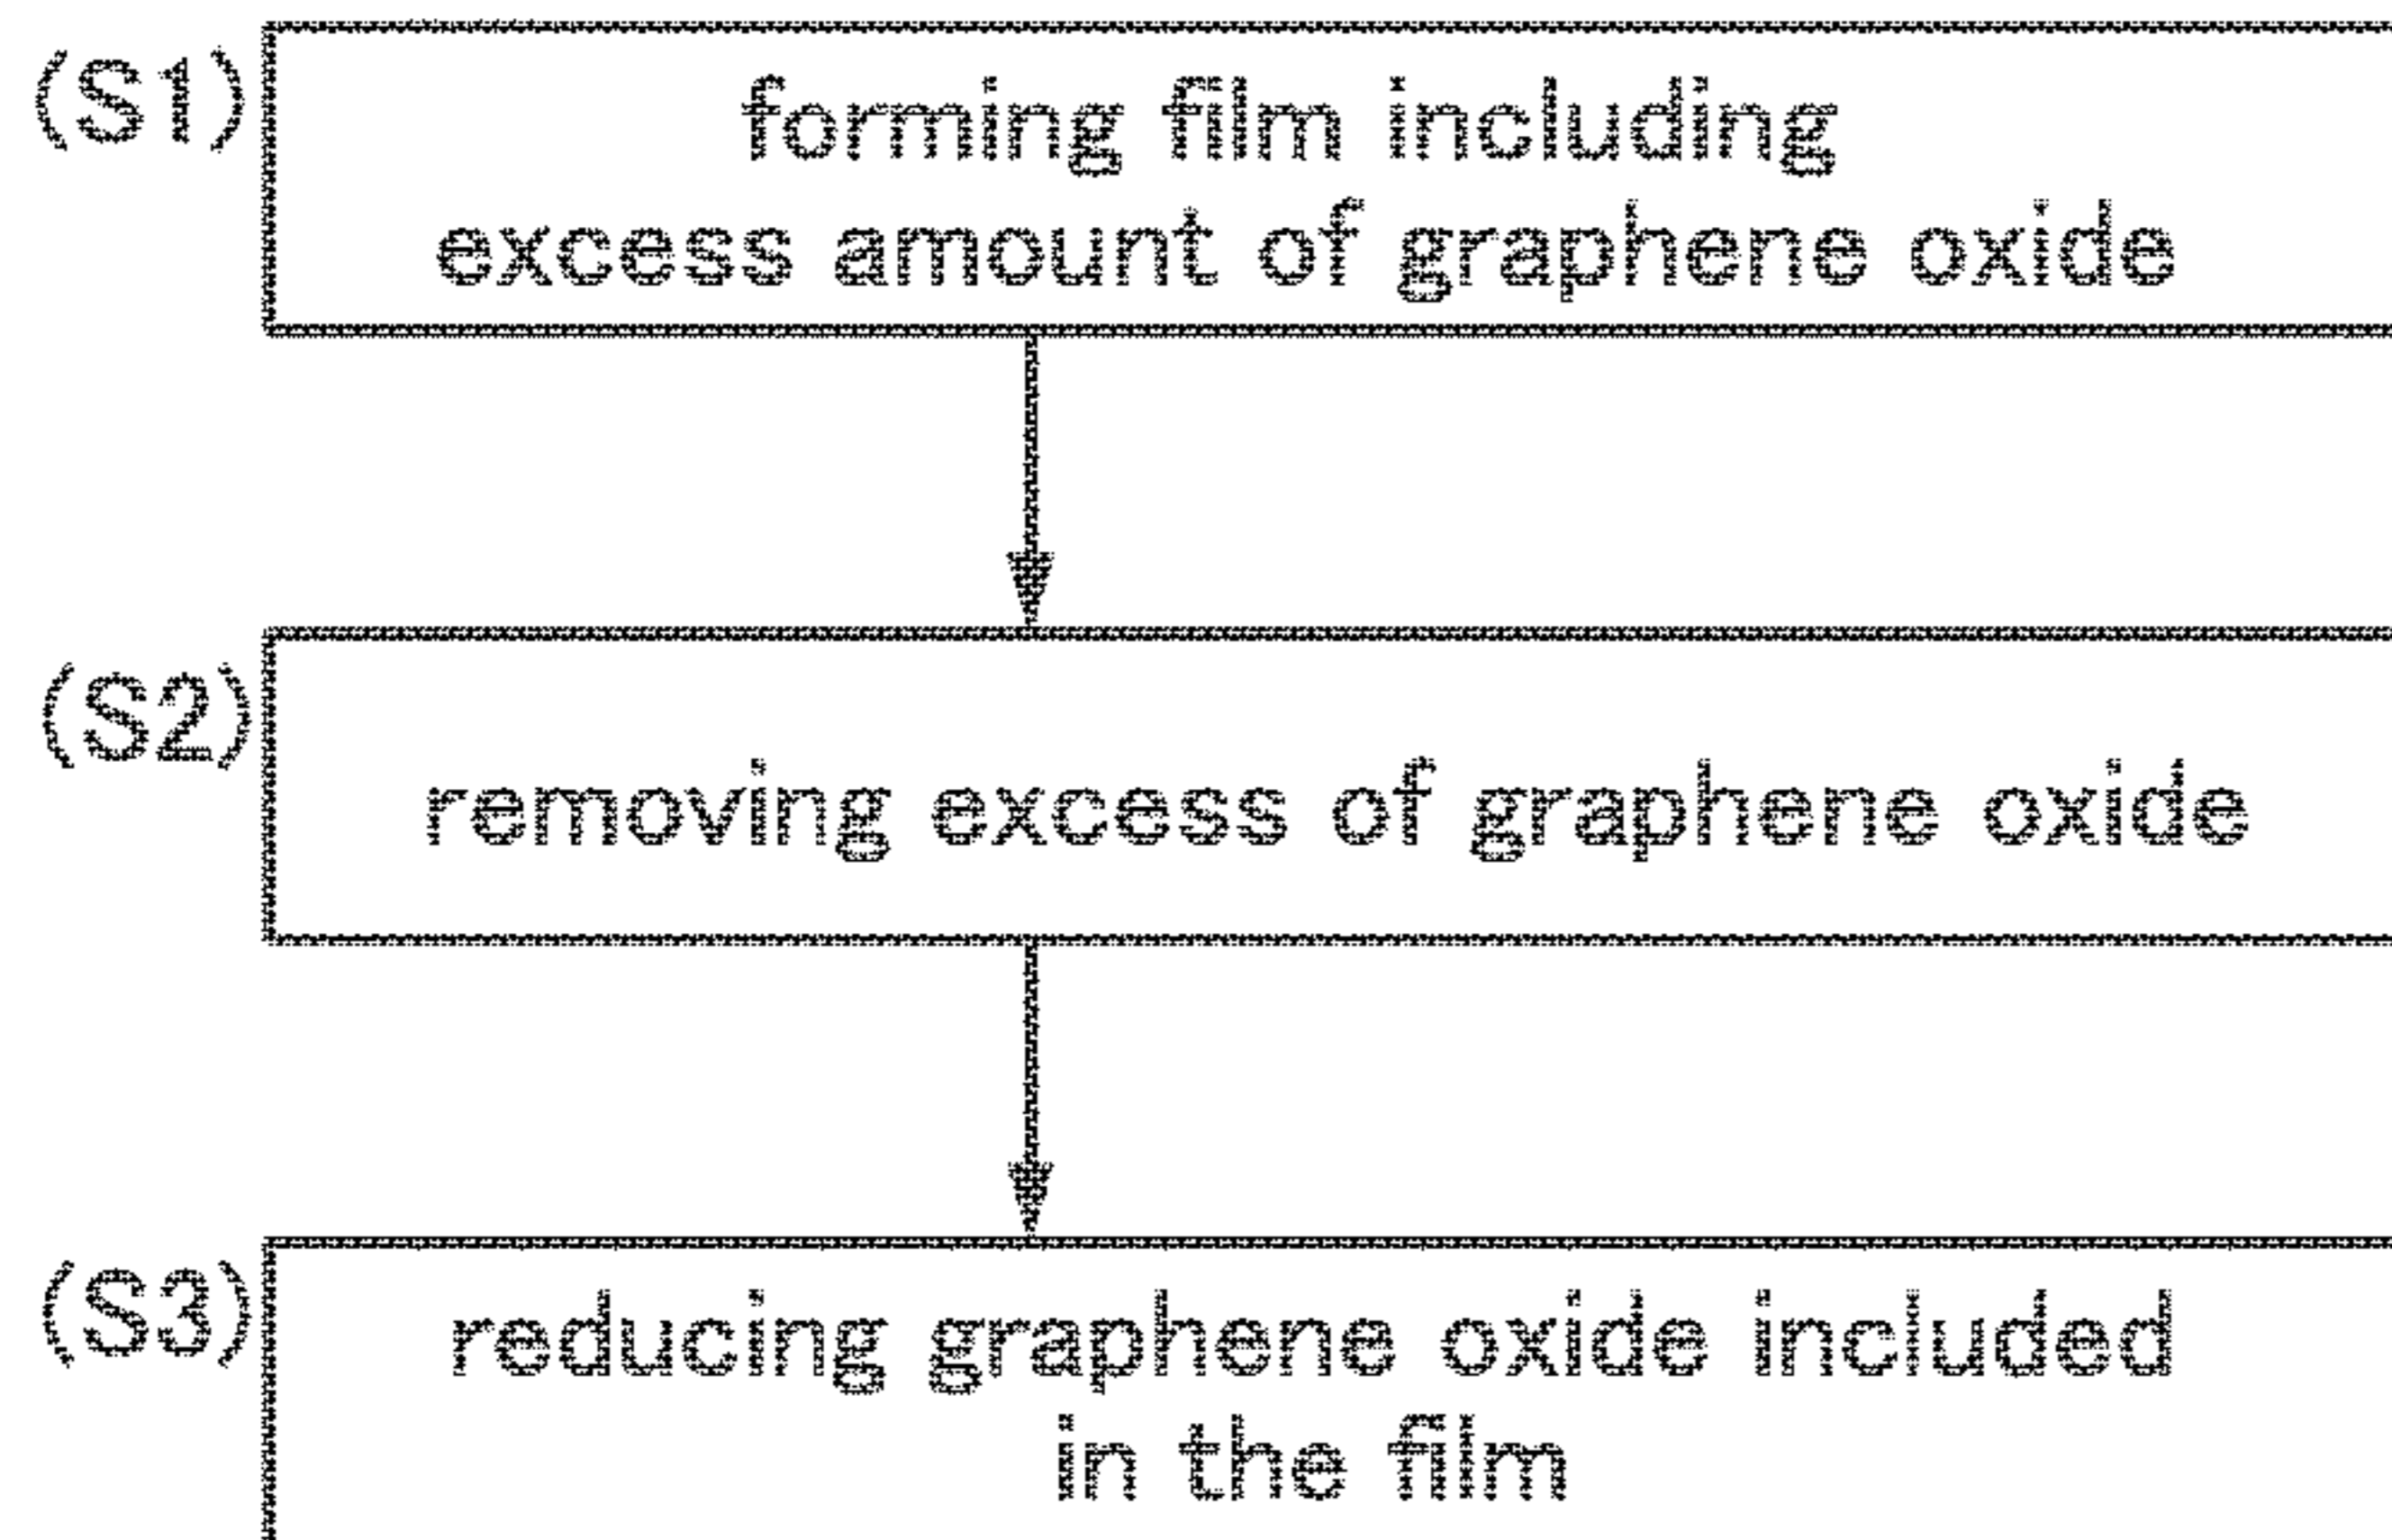 (S1)
forming film including
excess amount of graphene oxide
(S2)
removing excess of graphene oxide
(S3)
reducing graphene oxide included
in the film